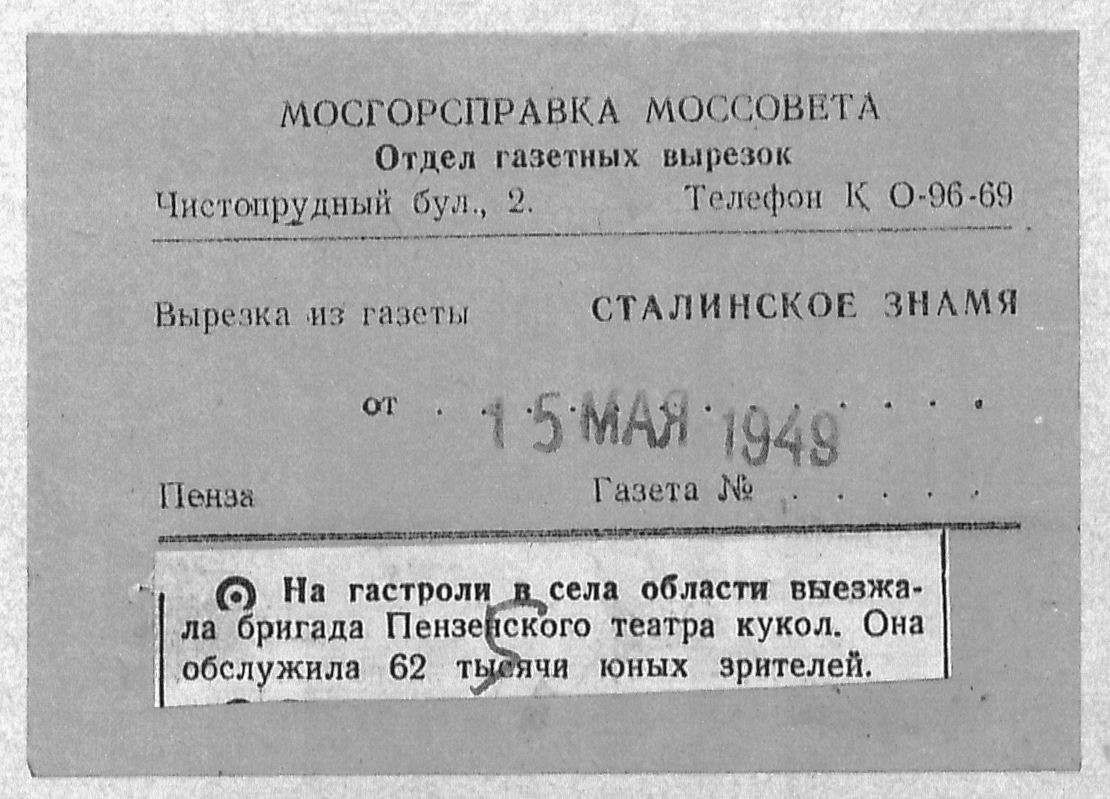 МОСГОРСПРАВКА МОССОВЕТА
Отдел газетных вырезок
Чистопрудный бул., 2. Телефон К 0-96-69
Вырезка из газеты СТАЛИНСКОЕ ЗНАМЯ
от . . . . . . . . . . . .
15 МАЯ 1949
Пенза Газета № . . . . .
На гастроли в села области выезжа-
ла бригада Пензенского театра кукол. Она
обслужила 62 тысячи юных зрителей.
5